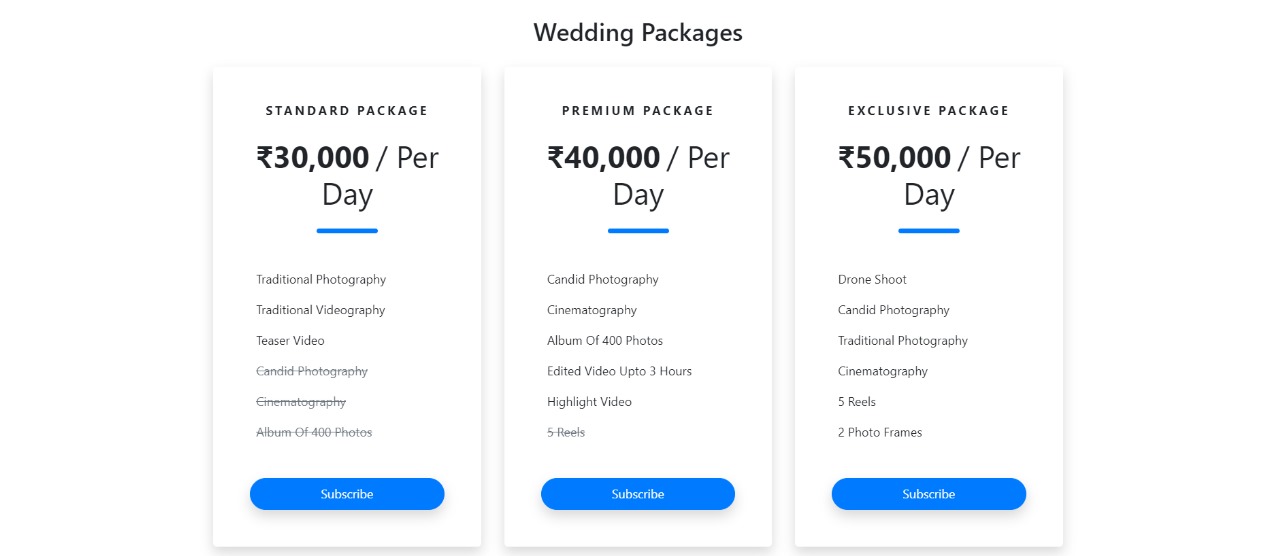 Wedding Packages
STANDARD PACKAGE
₹30,000 / Per
Day
Traditional Photography
Traditional Videography
Teaser Video
Candid Photography
Cinematography
Album Of 400 Photos
Subscribe
PREMIUM PACKAGE
₹40,000 / Per
Day
Candid Photography
Cinematography
Album Of 400 Photos
Edited Video Upto 3 Hours
Highlight Video
5 Reels
Subscribe
EXCLUSIVE PACKAGE
₹50,000 / Per
Day
Drone Shoot
Candid Photography
Traditional Photography
Cinematography
5 Reels
2 Photo Frames
Subscribe